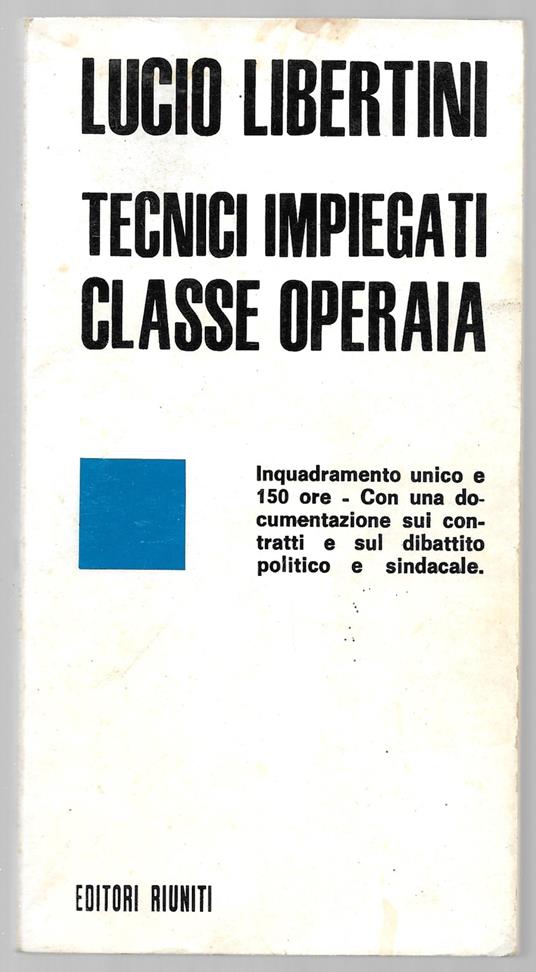 LUCIO LIBERTINI
TECNICI IMPIEGATI
CLASSE OPERAIA
Inquadramento unico e
150 ore - Con una do-
cumentazione sui con-
tratti e sul dibattito
politico e sindacale.
EDITORI RIUNITI